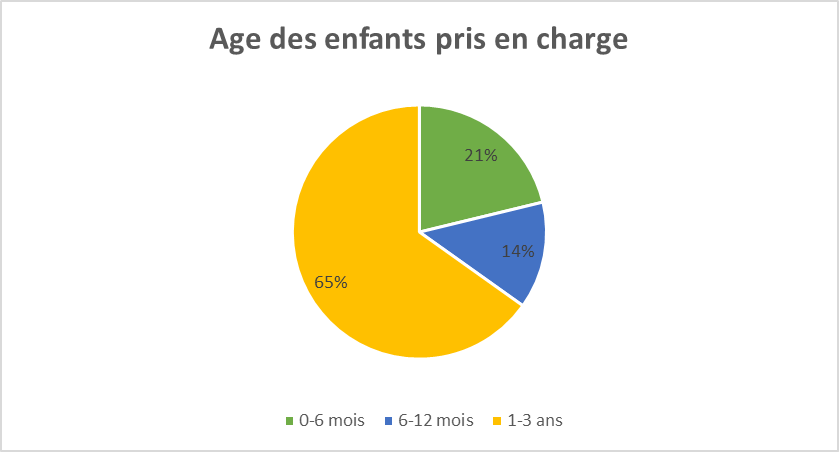 Age des enfants pris en charge
21%
14%
65%
0-6 mois 6-12 mois 1-3 ans